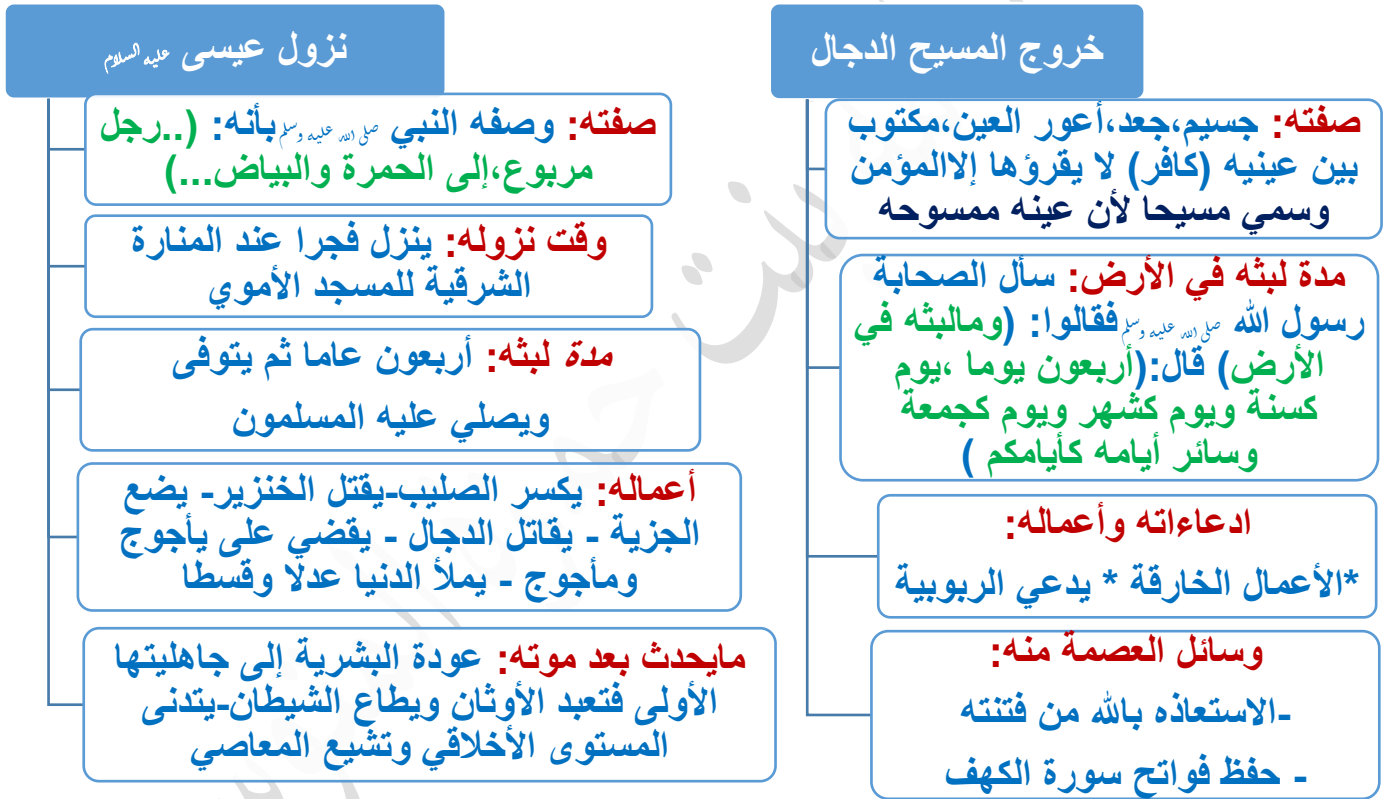 خروج المسيح الدجال
صفته: جسيم،جعد،أعور العين،مكتوب
بين عينيه (كافر) لا يقرؤها إلاالمؤمن
وسمي مسيحا لأن عينه ممسوحه
مدة لبثه في الأرض: سأل الصحابة
رسول الله صلى الله عليه وسلم فقالوا: (ومالبثه في
الأرض) قال:(أربعون يوما ،يوم
كسنة ويوم كشهر ويوم كجمعة
وسائر أيامه كأيامكم )
ادعاءاته وأعماله:
*الأعمال الخارقة * يدعي الربوبية
وسائل العصمة منه:
-الاستعاذه بالله من فتنته
- حفظ فواتح سورة الكهف
نزول عيسى عليه السلام
صفته: وصفه النبي صلى الله عليه وسلم بأنه: (..رجل
مربوع،إلى الحمرة والبياض...)
وقت نزوله: ينزل فجرا عند المنارة
الشرقية للمسجد الأموي
مدة لبثه: أربعون عاما ثم يتوفى
ويصلي عليه المسلمون
أعماله: يكسر الصليب-يقتل الخنزير- يضع
الجزية - يقاتل الدجال - يقضي على يأجوج
ومأجوج - يملأ الدنيا عدلا وقسطا
مايحدث بعد موته: عودة البشرية إلى جاهليتها
الأولى فتعبد الأوثان ويطاع الشيطان-يتدنى
المستوى الأخلاقي وتشيع المعاصي